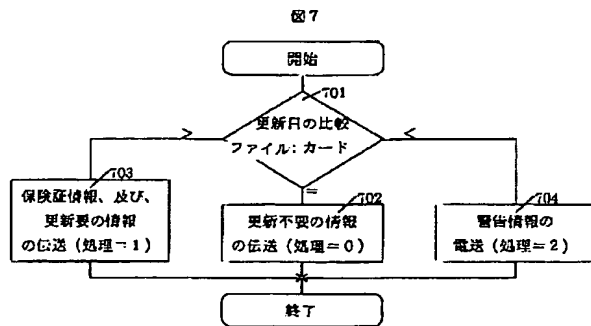 図7
開始
701
更新日の比較
ファイル:カード
>
<
=
703
保険証情報、及び、
更新要の情報
の伝送(処理=1)
702
更新不要の情報
の伝送(処理=0)
704
警告情報の
電送(処理=2)
終了